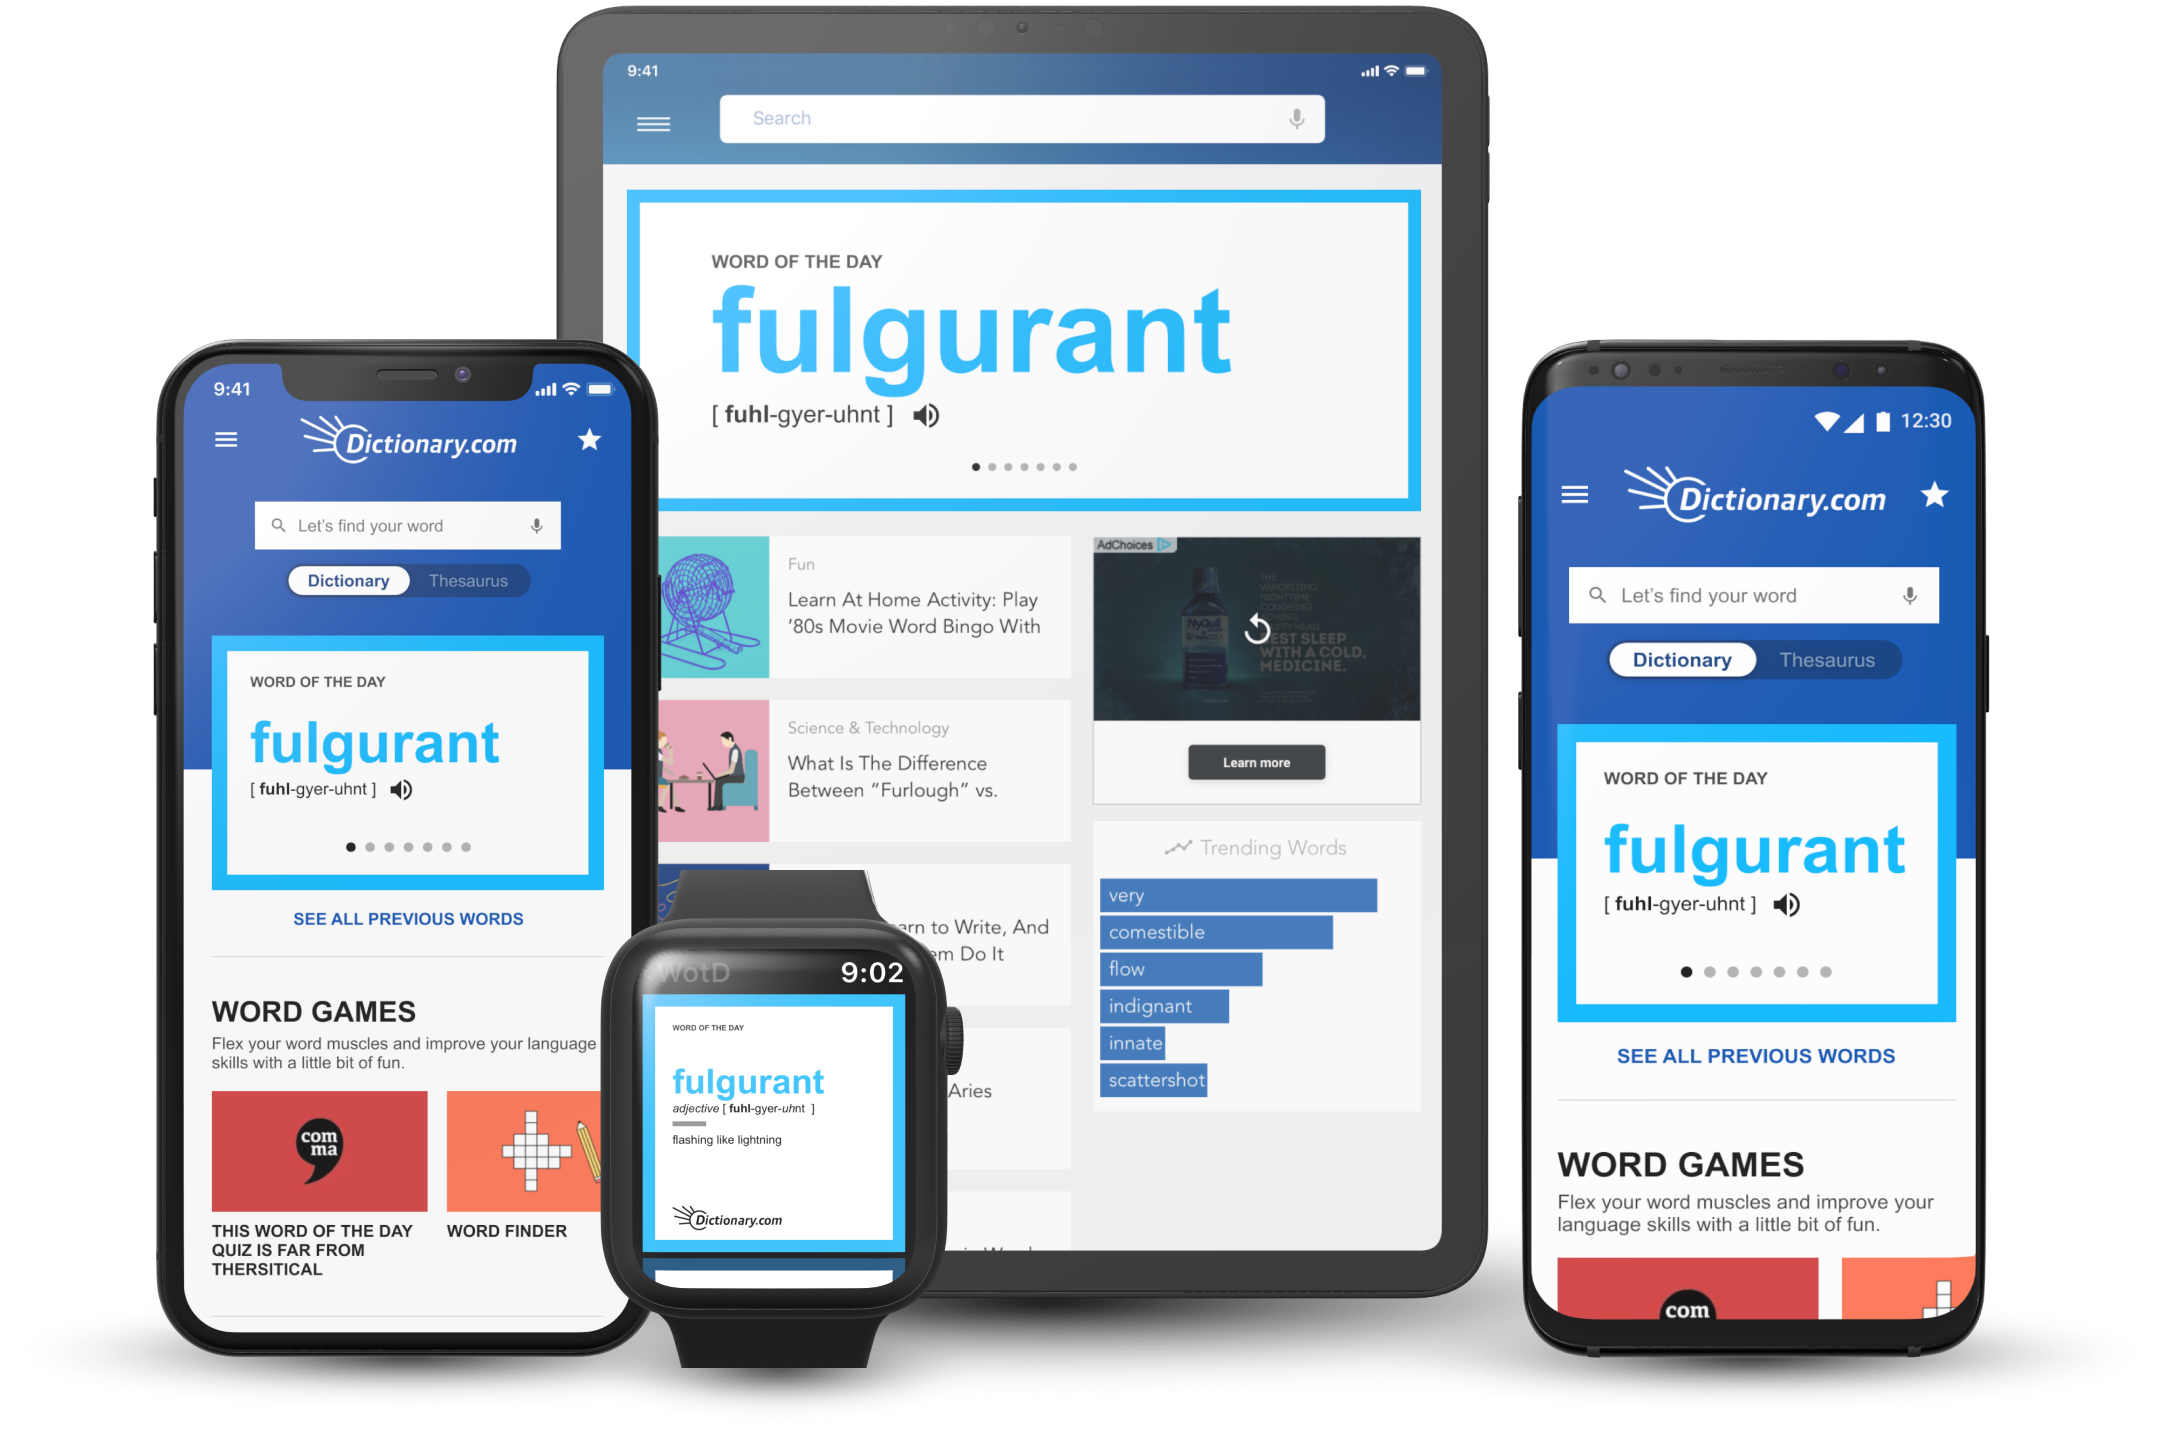 9:41
Search
WORD OF THE DAY
fulgurant
[ fuhl-gyer-uhnt ]
Fun
Learn At Home Activity: Play
‘80s Movie Word Bingo With
Science & Technology
What Is The Difference
Between “Furlough” vs.
arn to Write, And
em Do It
Aries
AdChoices
THE
VAPORIZING
NIGHTTIME
COUGHING
NyQuil
BEST SLEEP
WITH A COLD,
MEDICINE.
Learn more
Trending Words
very
comestible
flow
indignant
innate
scattershot
9:41
Dictionary.com
Let’s find your word
Dictionary Thesaurus
WORD OF THE DAY
fulgurant
[ fuhl-gyer-uhnt ]
SEE ALL PREVIOUS WORDS
WORD GAMES
Flex your word muscles and improve your language
skills with a little bit of fun.
com
ma
THIS WORD OF THE DAY
QUIZ IS FAR FROM
THERSITICAL
WORD FINDER
WotD 9:02
WORD OF THE DAY
fulgurant
adjective [ fuhl-gyer-uhnt ]
flashing like lightning
Dictionary.com
12:30
Dictionary.com
Let’s find your word
Dictionary Thesaurus
WORD OF THE DAY
fulgurant
[ fuhl-gyer-uhnt ]
SEE ALL PREVIOUS WORDS
WORD GAMES
Flex your word muscles and improve your
language skills with a little bit of fun.
com